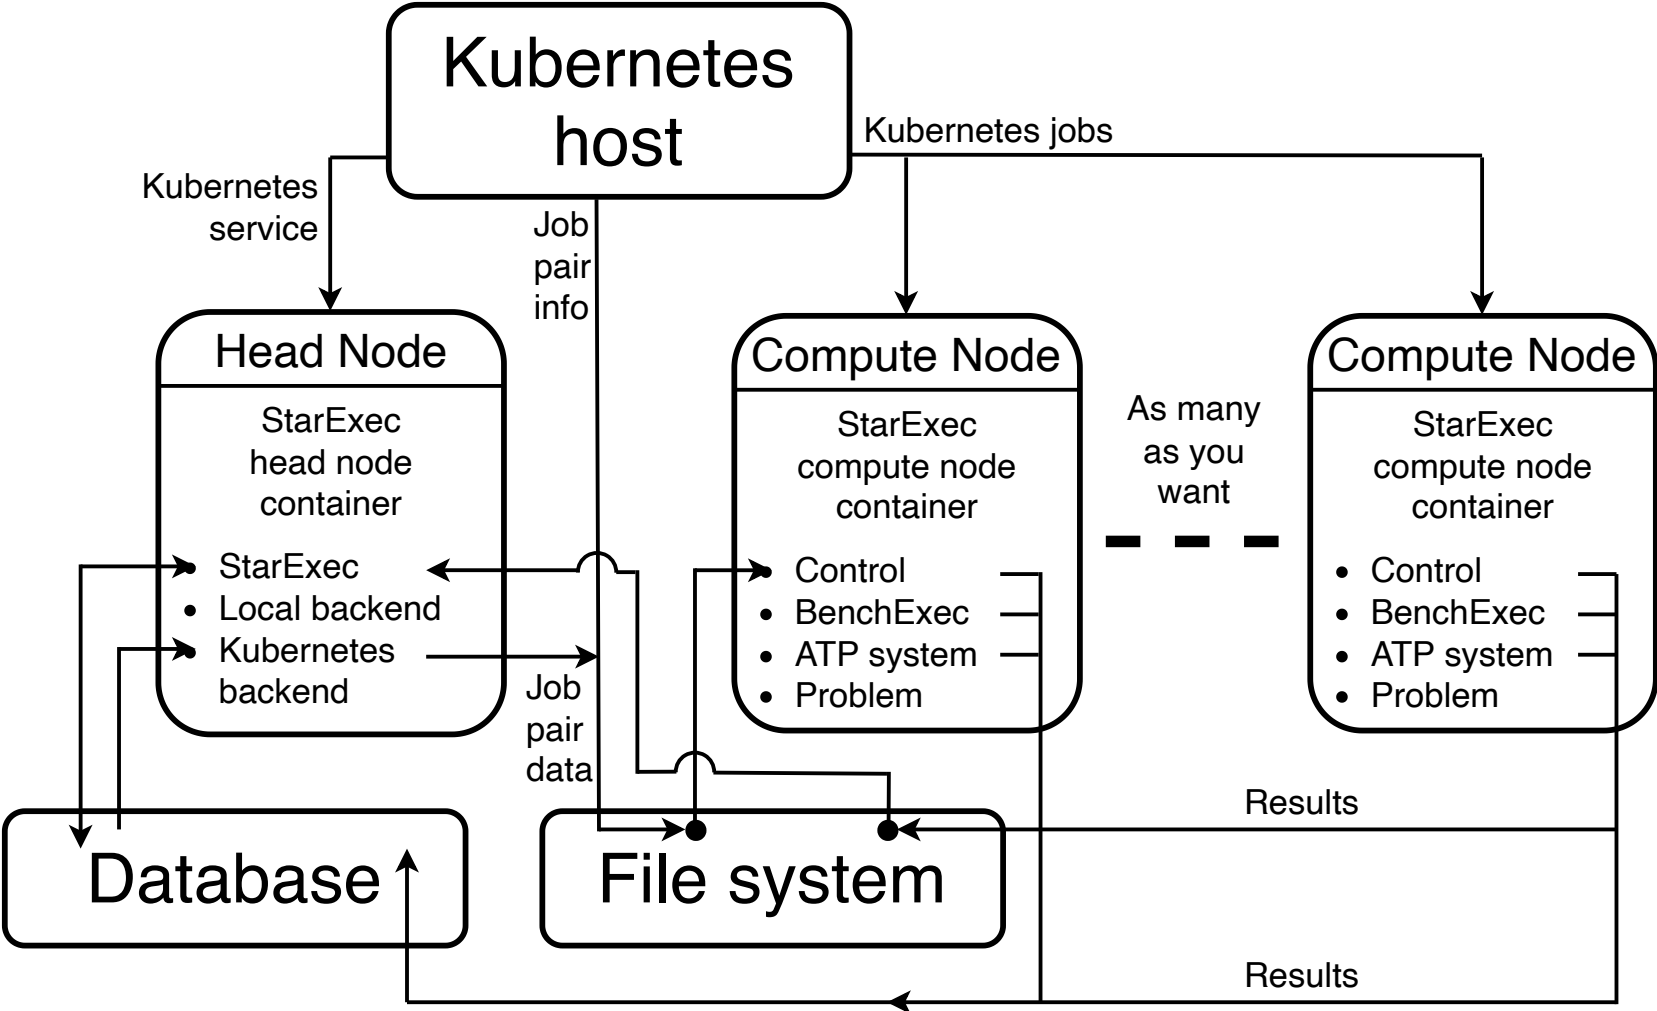 Kubernetes
host
Kubernetes jobs
Kubernetes
service
Job
pair
info
Head Node
StarExec
head node
container
• StarExec
• Local backend
• Kubernetes
backend
Compute Node
StarExec
compute node
container
• Control
• BenchExec
• ATP system
• Problem
As many
as you
want
Compute Node
StarExec
compute node
container
• Control
• BenchExec
• ATP system
• Problem
Job
pair
data
Database
File system
Results
Results